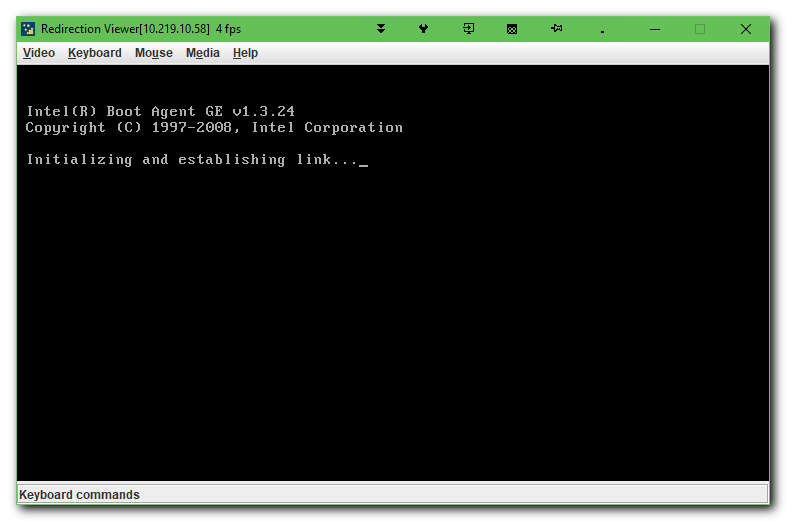 Redirection Viewer[10.219.10.58] 4 fps
Video Keyboard Mouse Media Help
Intel(R) Boot Agent GE v1.3.24
Copyright (C) 1997-2008, Intel Corporation
Initializing and establishing link..._
Keyboard commands